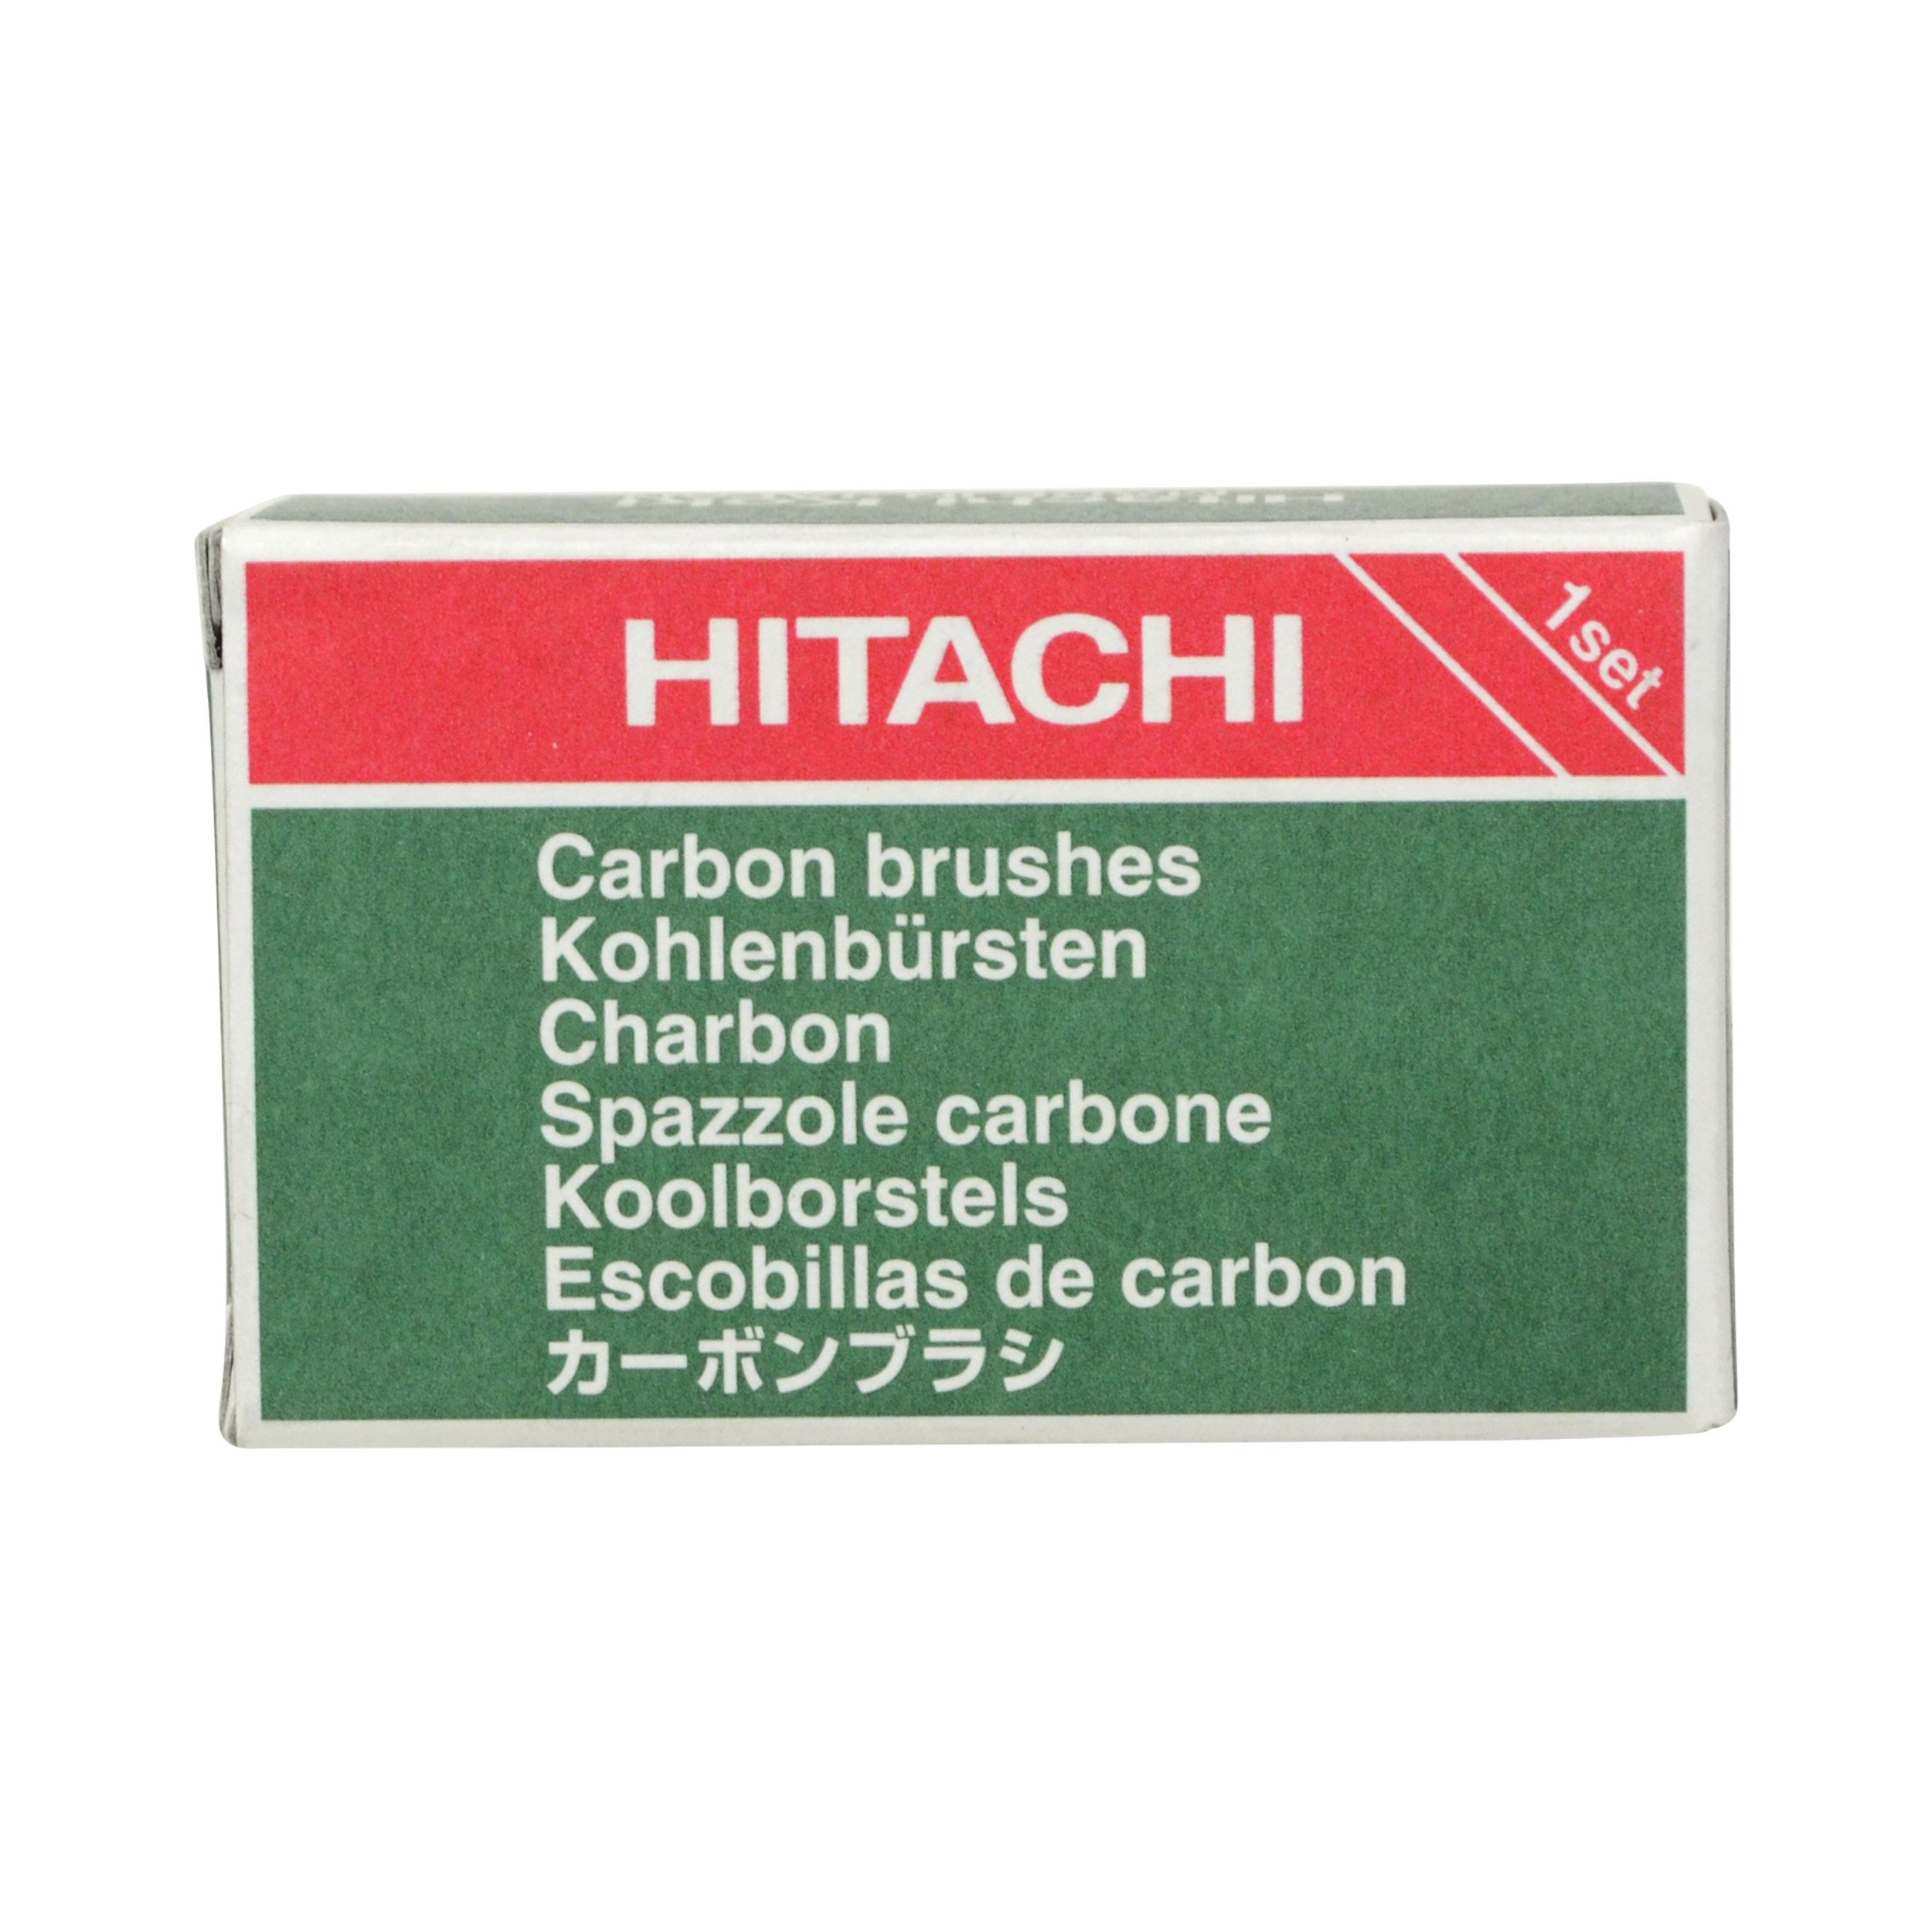 HITACHI
1set
Carbon brushes
Kohlenbürsten
Charbon
Spazzole carbone
Koolborstels
Escobillas de carbon
カーボンブラシ